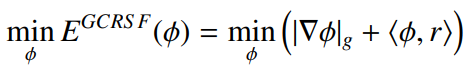 min_ϕ E^{GCRSF}(ϕ) = min_ϕ (|∇ϕ|_g + ⟨ϕ, r⟩)